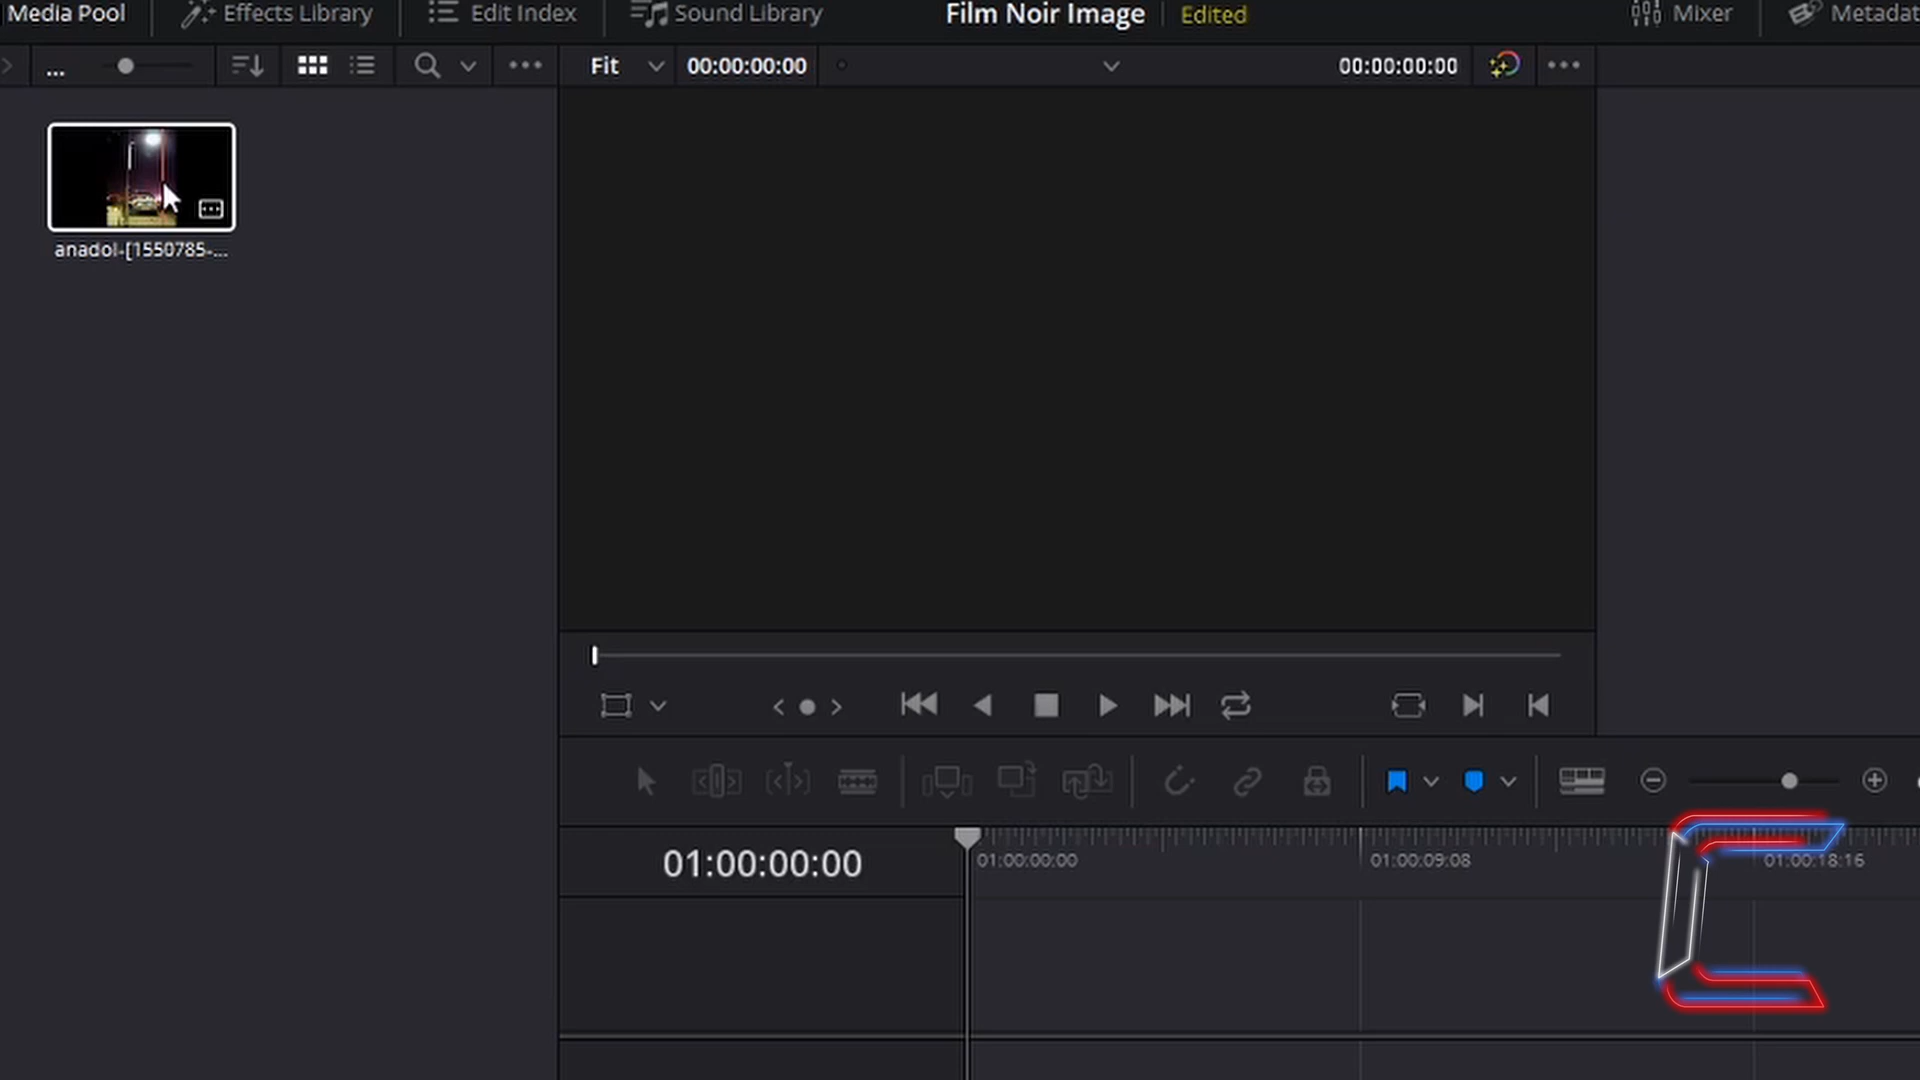 Media Pool Effects Library Edit Index Sound Library Film Noir Image Edited Mixer Metadat
... Fit 00:00:00:00 00:00:00:00
anadol-[1550785-...
01:00:00:00 01:00:00:00 01:00:09:08 01:00:18:16